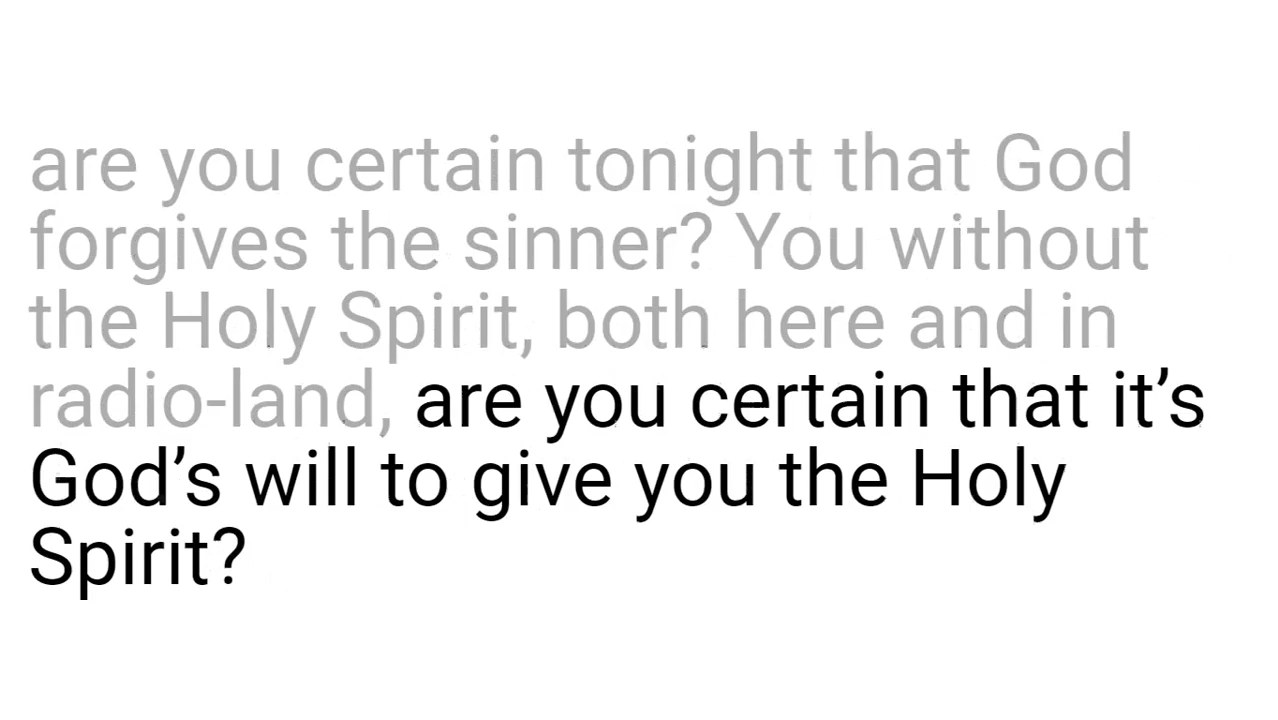 are you certain tonight that God
forgives the sinner? You without
the Holy Spirit, both here and in
radio-land, are you certain that it’s
God’s will to give you the Holy
Spirit?